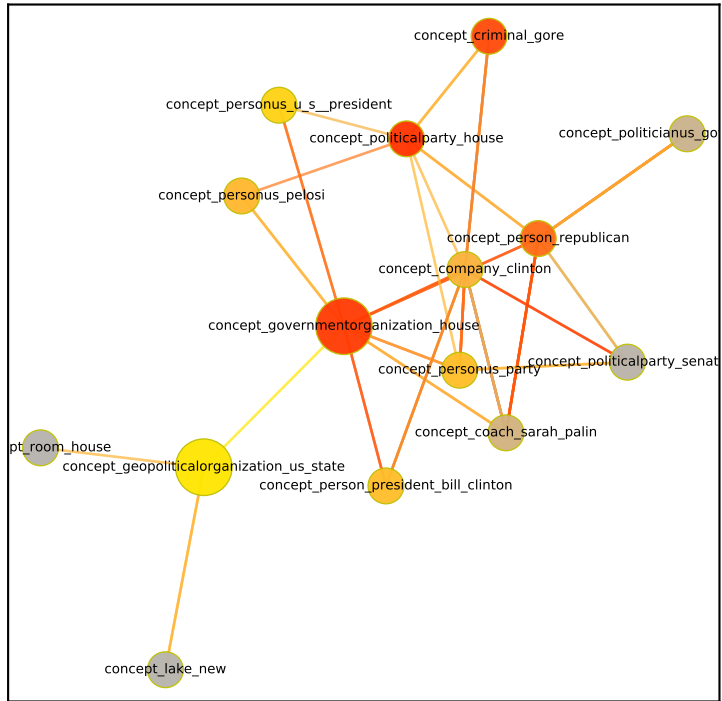 concept_criminal_gore
concept_personus_u_s__president
concept_politicalparty_house
concept_politicianus_go
concept_personus_pelosi
concept_person_republican
concept_company_clinton
concept_governmentorganization_house
concept_politicalparty_senat
concept_personus_party
concept_coach_sarah_palin
pt_room_house
concept_geopoliticalorganization_us_state
concept_person_president_bill_clinton
concept_lake_new